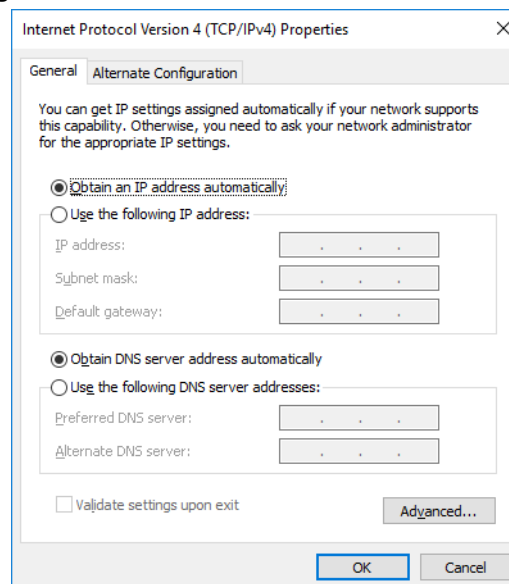 Internet Protocol Version 4 (TCP/IPv4) Properties
General
Alternate Configuration
You can get IP settings assigned automatically if your network supports
this capability. Otherwise, you need to ask your network administrator
for the appropriate IP settings.
Obtain an IP address automatically
Use the following IP address:
IP address:
Subnet mask:
Default gateway:
Obtain DNS server address automatically
Use the following DNS server addresses:
Preferred DNS server:
Alternate DNS server:
Validate settings upon exit
Advanced...
OK
Cancel